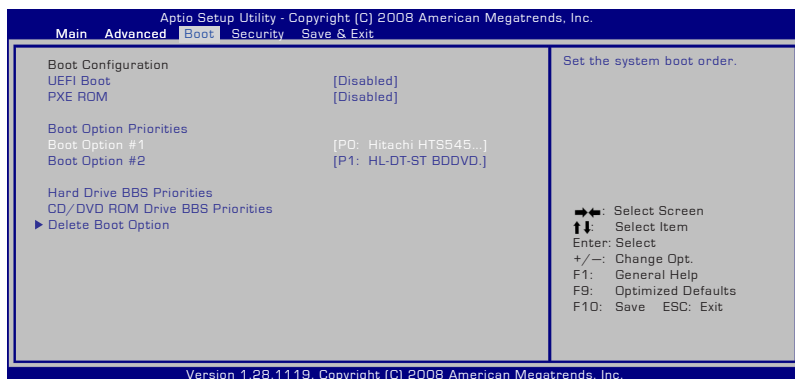 Aptio Setup Utility - Copyright (C) 2008 American Megatrends, Inc.
Main Advanced Boot Security Save & Exit
Boot Configuration
UEFI Boot [Disabled]
PXE ROM [Disabled]
Boot Option Priorities
Boot Option #1 [P0: Hitachi HTS545...]
Boot Option #2 [P1: HL-DT-ST BDDVD.]
Hard Drive BBS Priorities
CD/DVD ROM Drive BBS Priorities
Delete Boot Option
Set the system boot order.
→←: Select Screen
↑↓: Select Item
Enter: Select
+/—: Change Opt.
F1: General Help
F9: Optimized Defaults
F10: Save ESC: Exit
Version 1.28.1119. Copyright (C) 2008 American Megatrends, Inc.